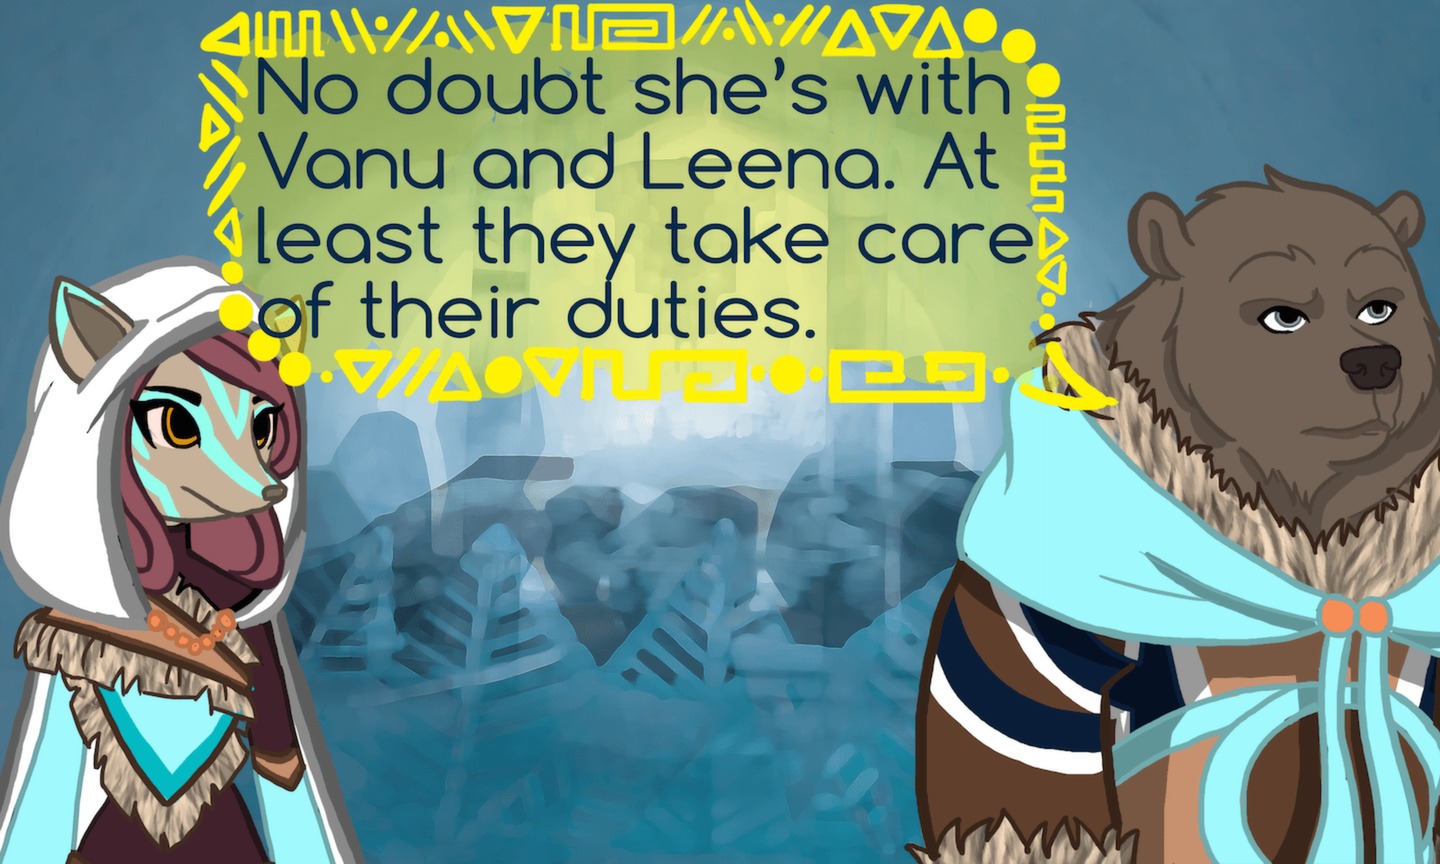 No doubt she's with
Vanu and Leena. At
least they take care
of their duties.